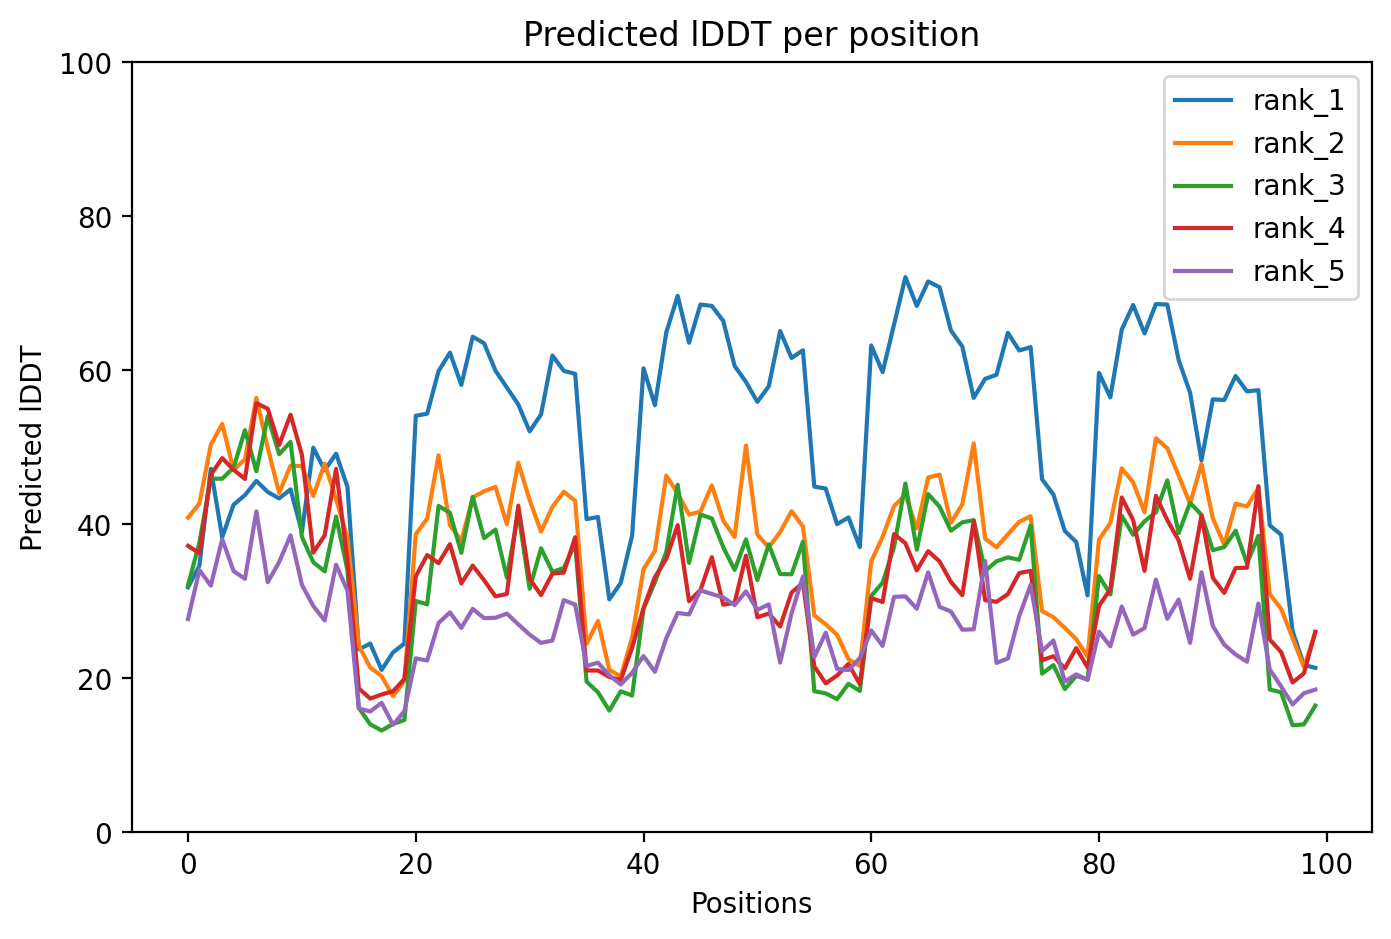 Predicted lDDT per position
100
80
60
40
20
0
Predicted lDDT
0 20 40 60 80 100
Positions
rank_1
rank_2
rank_3
rank_4
rank_5